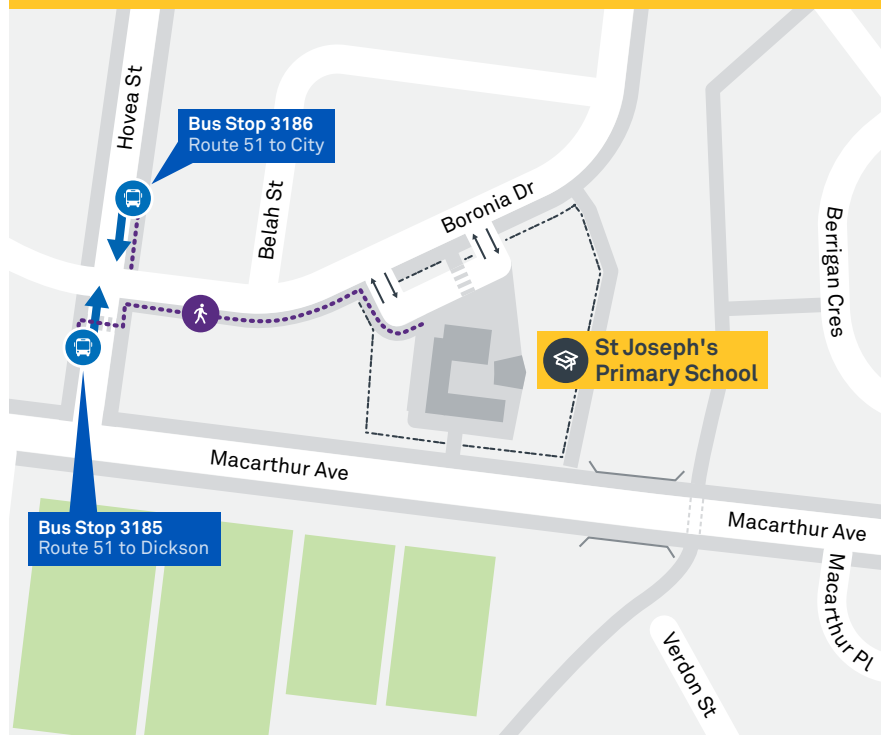 Hovea St
Bus Stop 3186
Route 51 to City
Belah St
Boronia Dr
Berrigan Cres
St Joseph's
Primary School
Macarthur Ave
Bus Stop 3185
Route 51 to Dickson
Macarthur Ave
Macarthur Pl
Verdon St